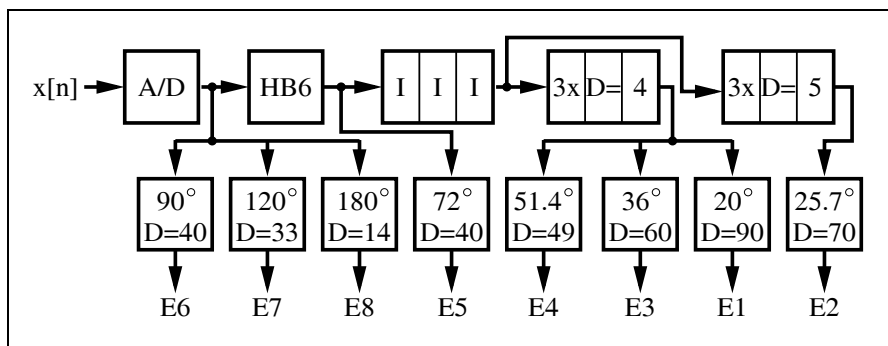 x[n] A/D HB6 I I I 3x D= 4 3x D= 5
90° 120° 180° 72° 51.4° 36° 20° 25.7°
D=40 D=33 D=14 D=40 D=49 D=60 D=90 D=70
E6 E7 E8 E5 E4 E3 E1 E2